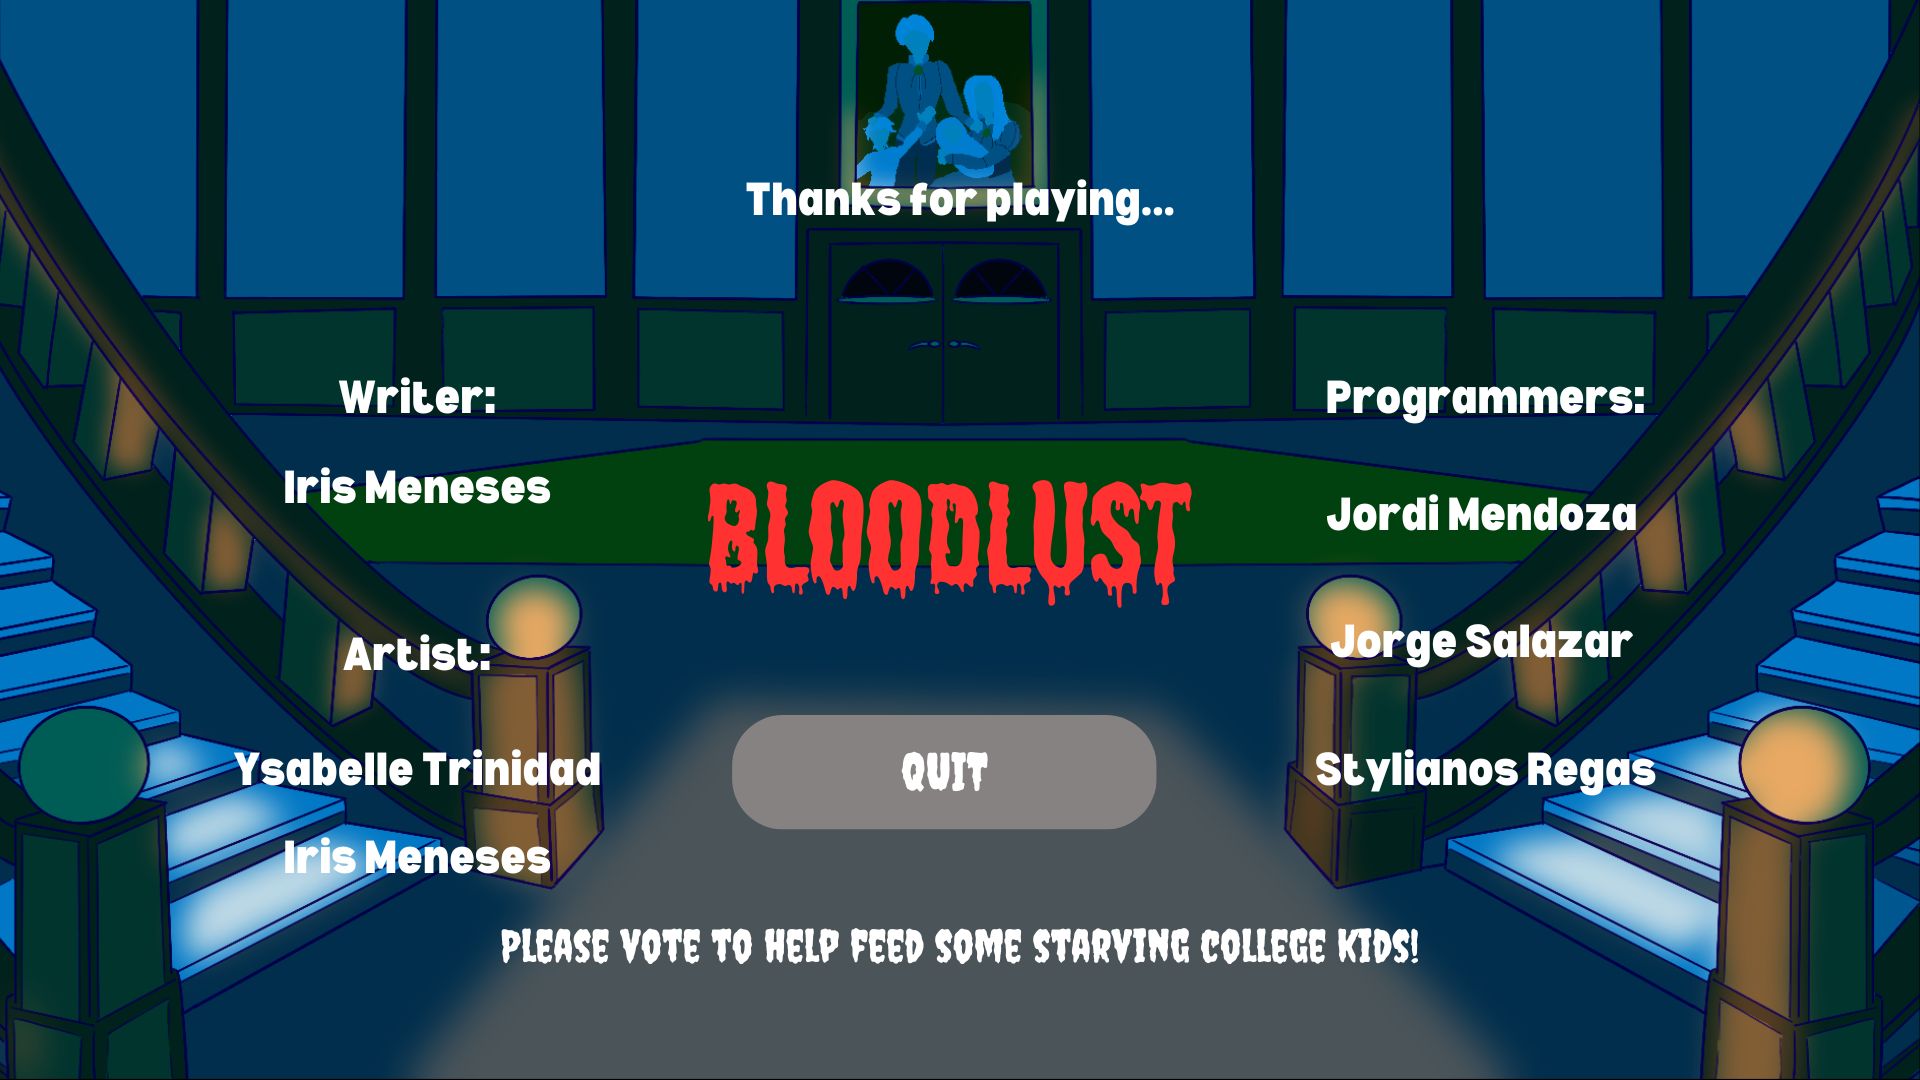 Thanks for playing...
Writer:
Iris Meneses
Artist:
Ysabelle Trinidad
Iris Meneses
BLOODLUST
QUIT
Programmers:
Jordi Mendoza
Jorge Salazar
Stylianos Regas
PLEASE VOTE TO HELP FEED SOME STARVING COLLEGE KIDS!